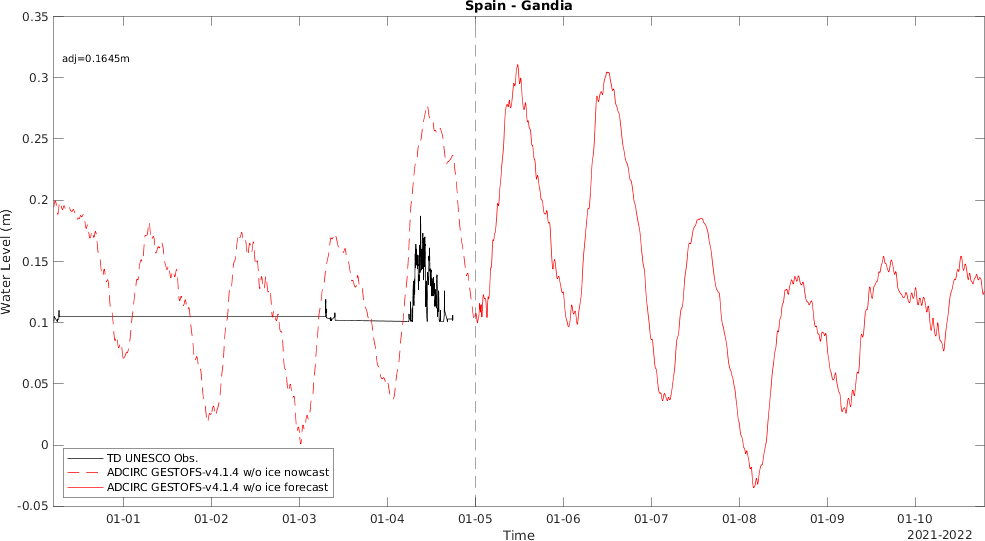 Spain - Gandia
0.35
0.3
0.25
0.2
0.15
0.1
0.05
0
-0.05
Water Level (m)
adj=0.1645m
TD UNESCO Obs.
ADCIRC GESTOFS-v4.1.4 w/o ice nowcast
ADCIRC GESTOFS-v4.1.4 w/o ice forecast
01-01 01-02 01-03 01-04 01-05 01-06 01-07 01-08 01-09 01-10
Time
2021-2022